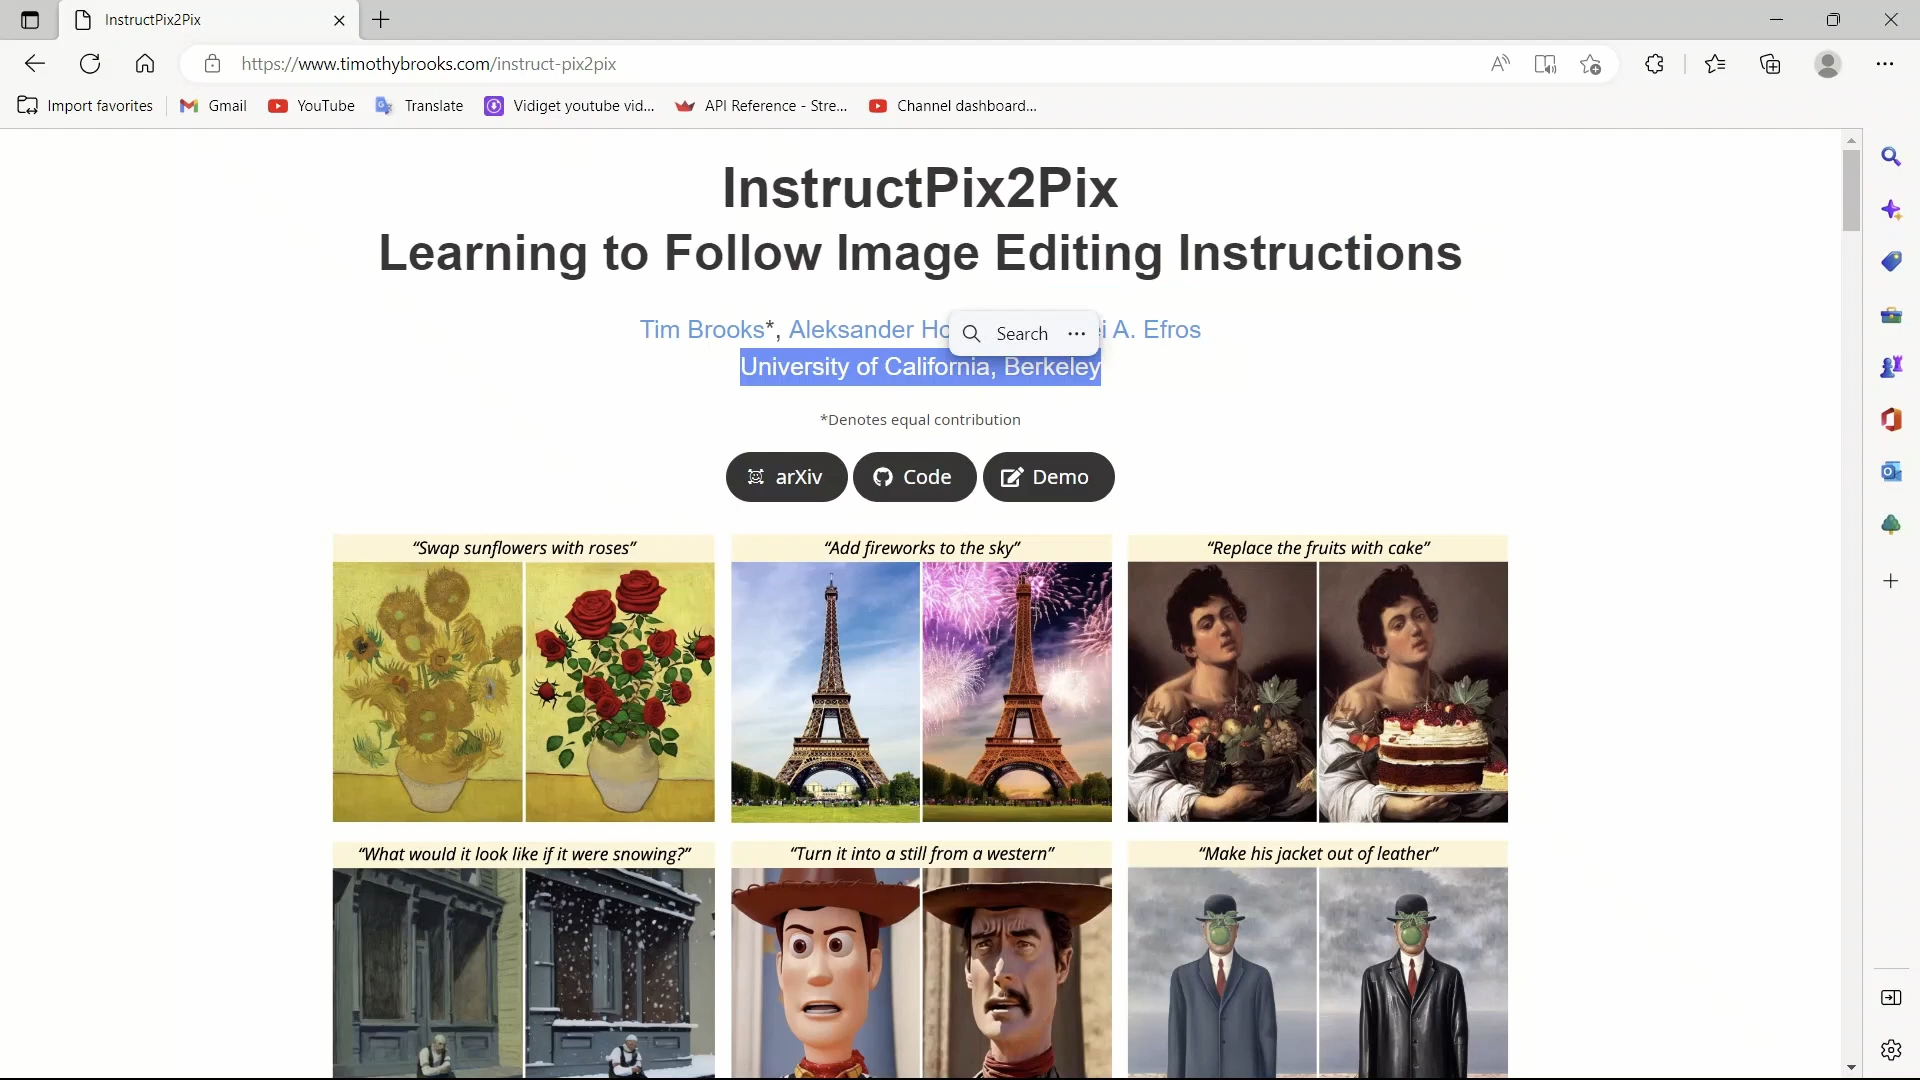 InstructPix2Pix
https://www.timothybrooks.com/instruct-pix2pix
Import favorites Gmail YouTube Translate Vidiget youtube vid... API Reference - Stre... Channel dashboard...
InstructPix2Pix
Learning to Follow Image Editing Instructions
Tim Brooks*, Aleksander Ho Search ··· i A. Efros
University of California, Berkeley
*Denotes equal contribution
arXiv Code Demo
“Swap sunflowers with roses” “Add fireworks to the sky” “Replace the fruits with cake”
“What would it look like if it were snowing?” “Turn it into a still from a western” “Make his jacket out of leather”